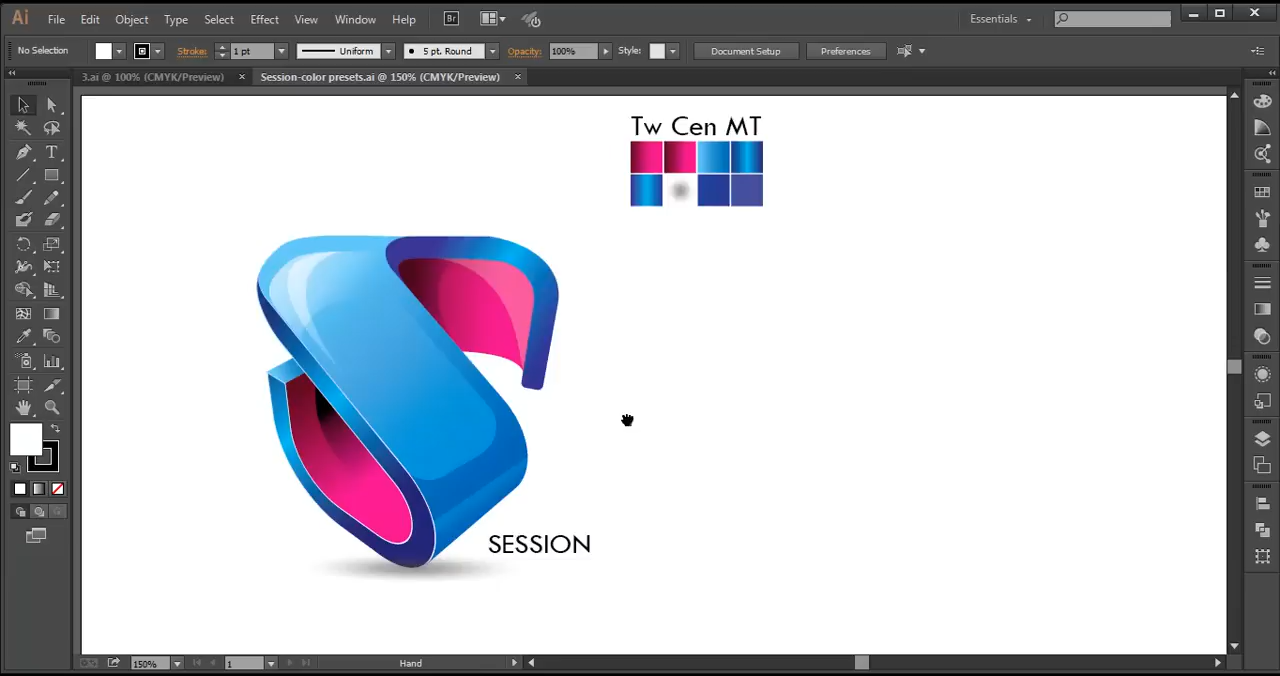 Ai File Edit Object Type Select Effect View Window Help Br Essentials
No Selection Stroke: 1 pt Uniform 5 pt. Round Opacity: 100% Style: Document Setup Preferences
3.ai @ 100% (CMYK/Preview) × Session-color presets.ai @ 150% (CMYK/Preview) ×
Tw Cen MT
SESSION
150% 1 Hand